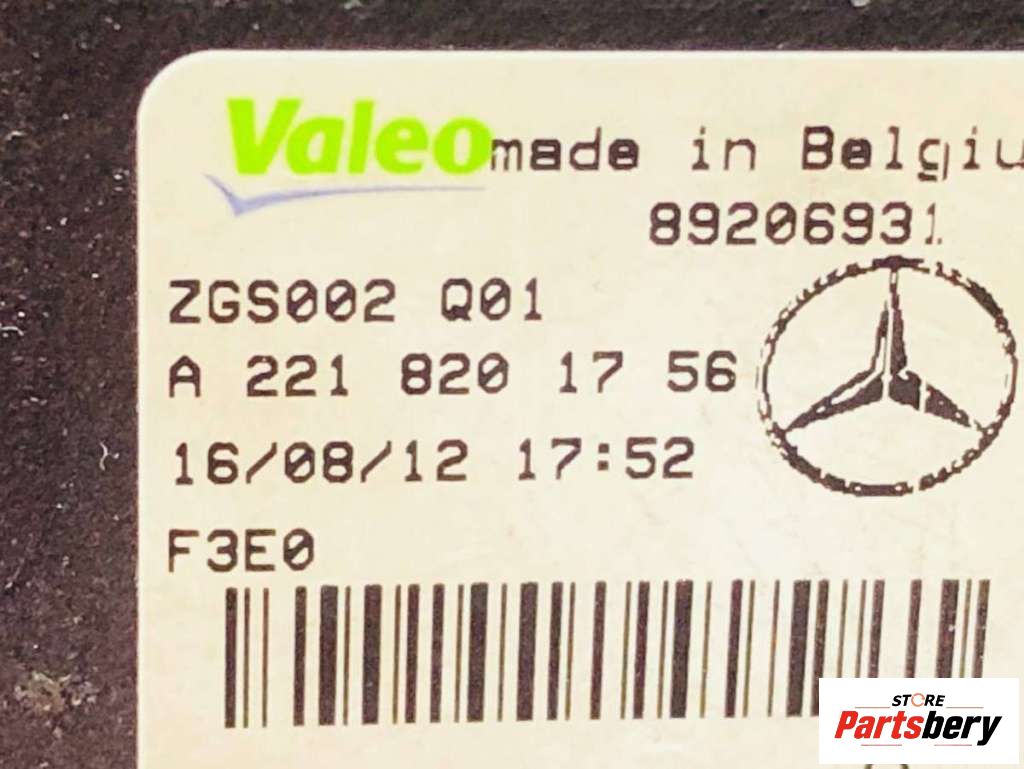 Valeo made in Belgiu
89206931
ZGS002 Q01
A 221 820 17 56
16/08/12 17:52
F3E0
STORE
Partsbery